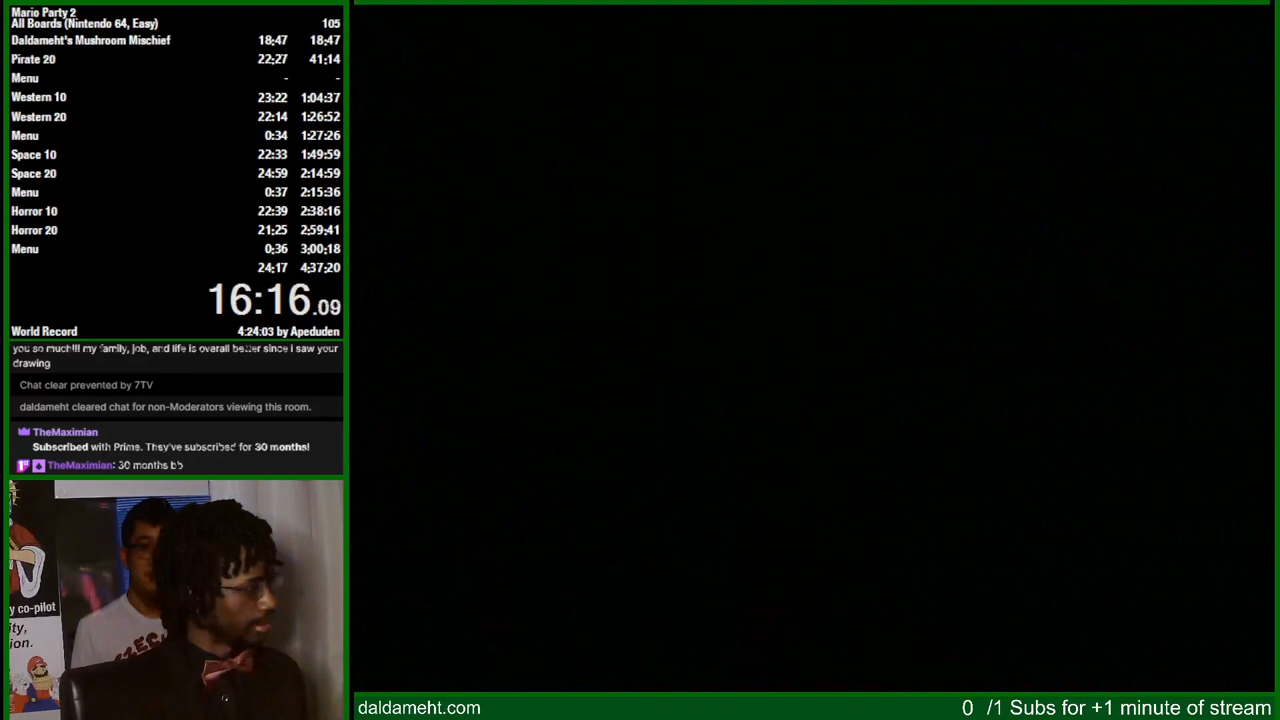 Mario Party 2
All Boards (Nintendo 64, Easy) 105
Daldameht's Mushroom Mischief 18:47 18:47
Pirate 20 22:27 41:14
Menu - -
Western 10 23:22 1:04:37
Western 20 22:14 1:26:52
Menu 0:34 1:27:26
Space 10 22:33 1:49:59
Space 20 24:59 2:14:59
Menu 0:37 2:15:36
Horror 10 22:39 2:38:16
Horror 20 21:25 2:59:41
Menu 0:36 3:00:18
24:17 4:37:20
16:16.09
World Record 4:24:03 by Apeduden
you so much!!! my family, job, and life is overall better since i saw your
drawing
Chat clear prevented by 7TV
daldameht cleared chat for non-Moderators viewing this room.
TheMaximian
Subscribed with Prime. They've subscribed for 30 months!
1st TheMaximian: 30 months bb
y co-pilot
ity,
ion.
daldameht.com
0 /1 Subs for +1 minute of stream